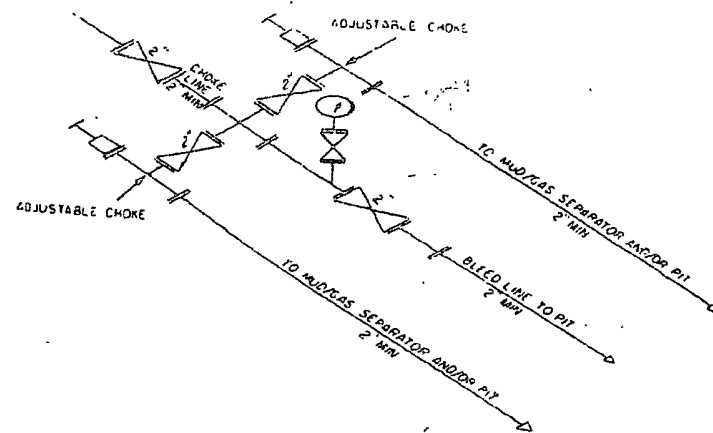 ADJUSTABLE CHOKE
2"
CHOKE
LINE
2" MIN
2"
2"
ADJUSTABLE CHOKE
2"
TO MUD/GAS SEPARATOR AND/OR PIT
2" MIN
BLEED LINE TO PIT
2" MIN
TO MUD/GAS SEPARATOR AND/OR PIT
2" MIN